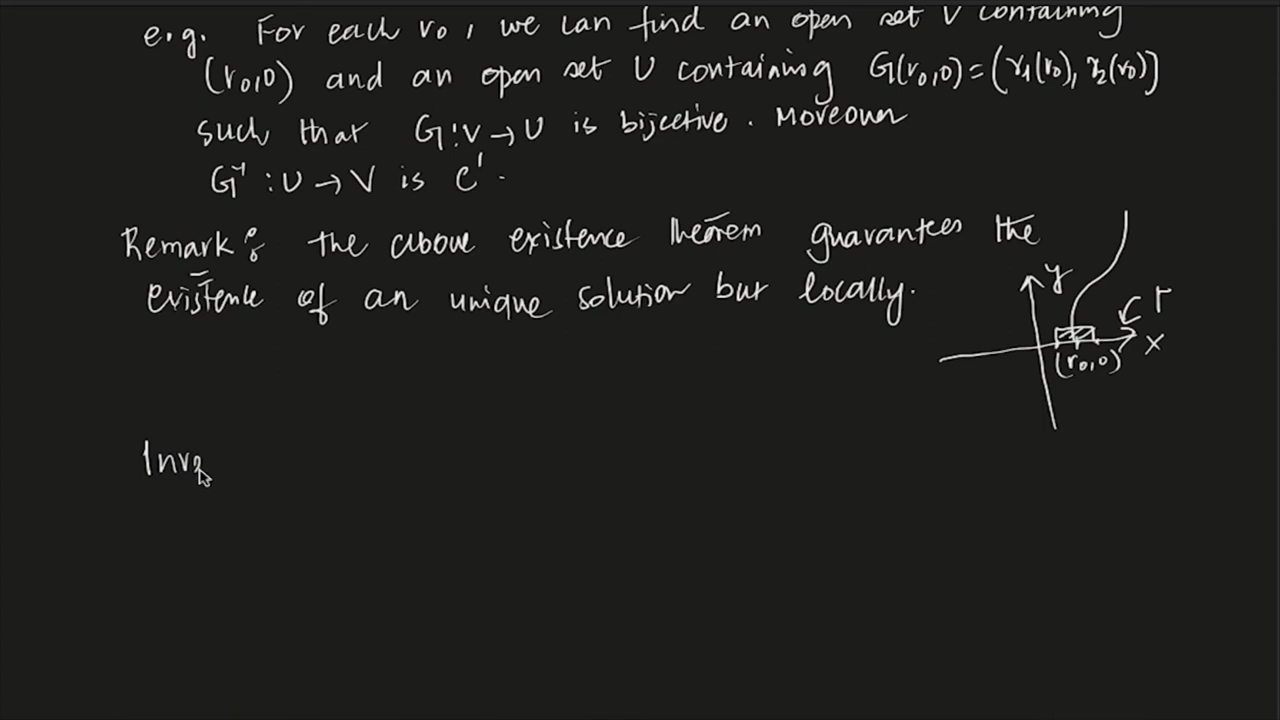 e.g. For each r₀, we can find an open set V containing
(r₀,0) and an open set U containing G(r₀,0) = (γ₁(r₀), γ₂(r₀))
such that G:V→U is bijective. Moreover
G⁻¹:U→V is C¹.
Remark: the above existence theorem guarantees the
existence of an unique solution but locally.
y
Γ
x
(r₀,0)
Inv